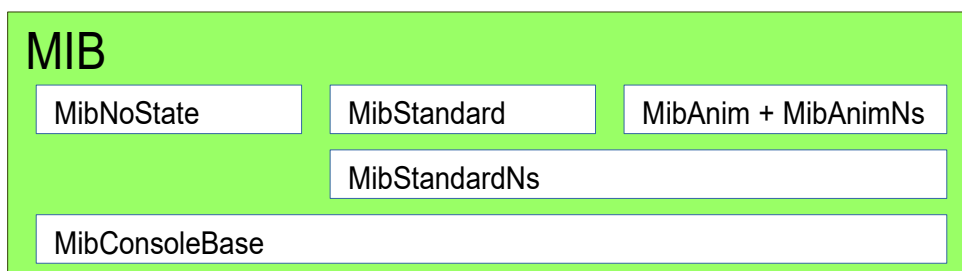 MIB
MibNoState
MibStandard
MibAnim + MibAnimNs
MibStandardNs
MibConsoleBase